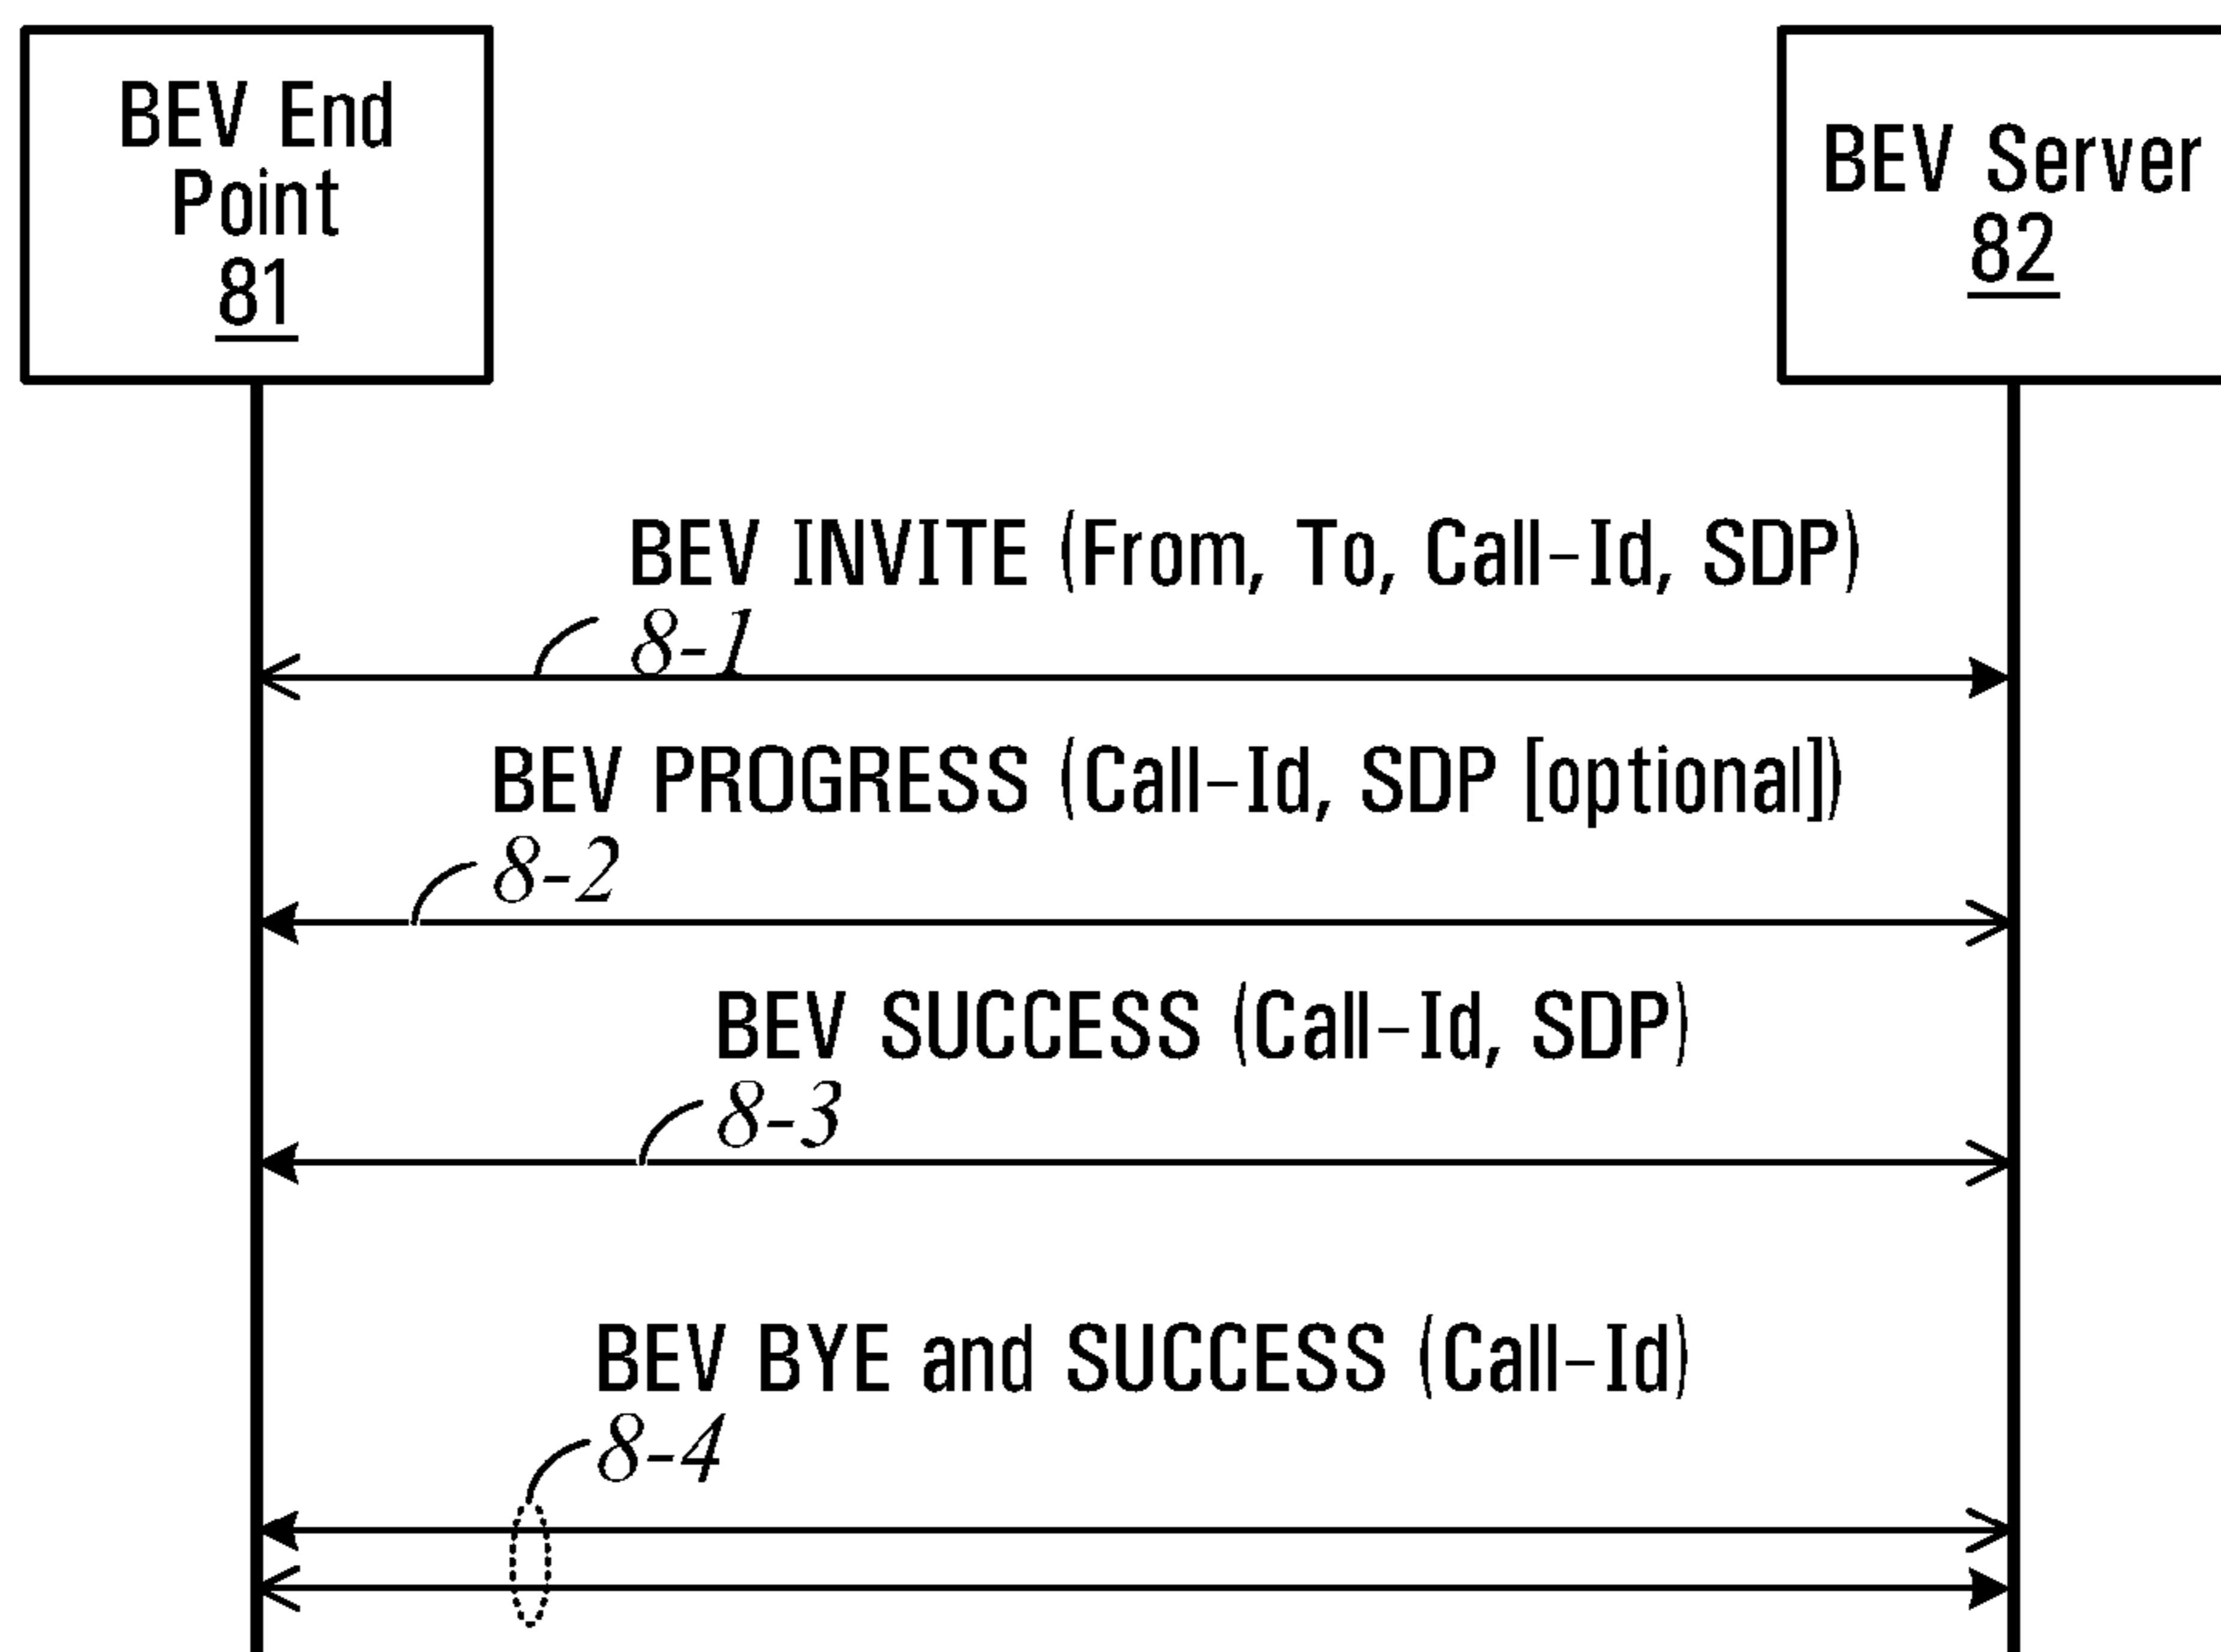 BEV End
Point
81
BEV Server
82
BEV INVITE (From, To, Call-Id, SDP)
8-1
BEV PROGRESS (Call-Id, SDP [optional])
8-2
BEV SUCCESS (Call-Id, SDP)
8-3
BEV BYE and SUCCESS (Call-Id)
8-4